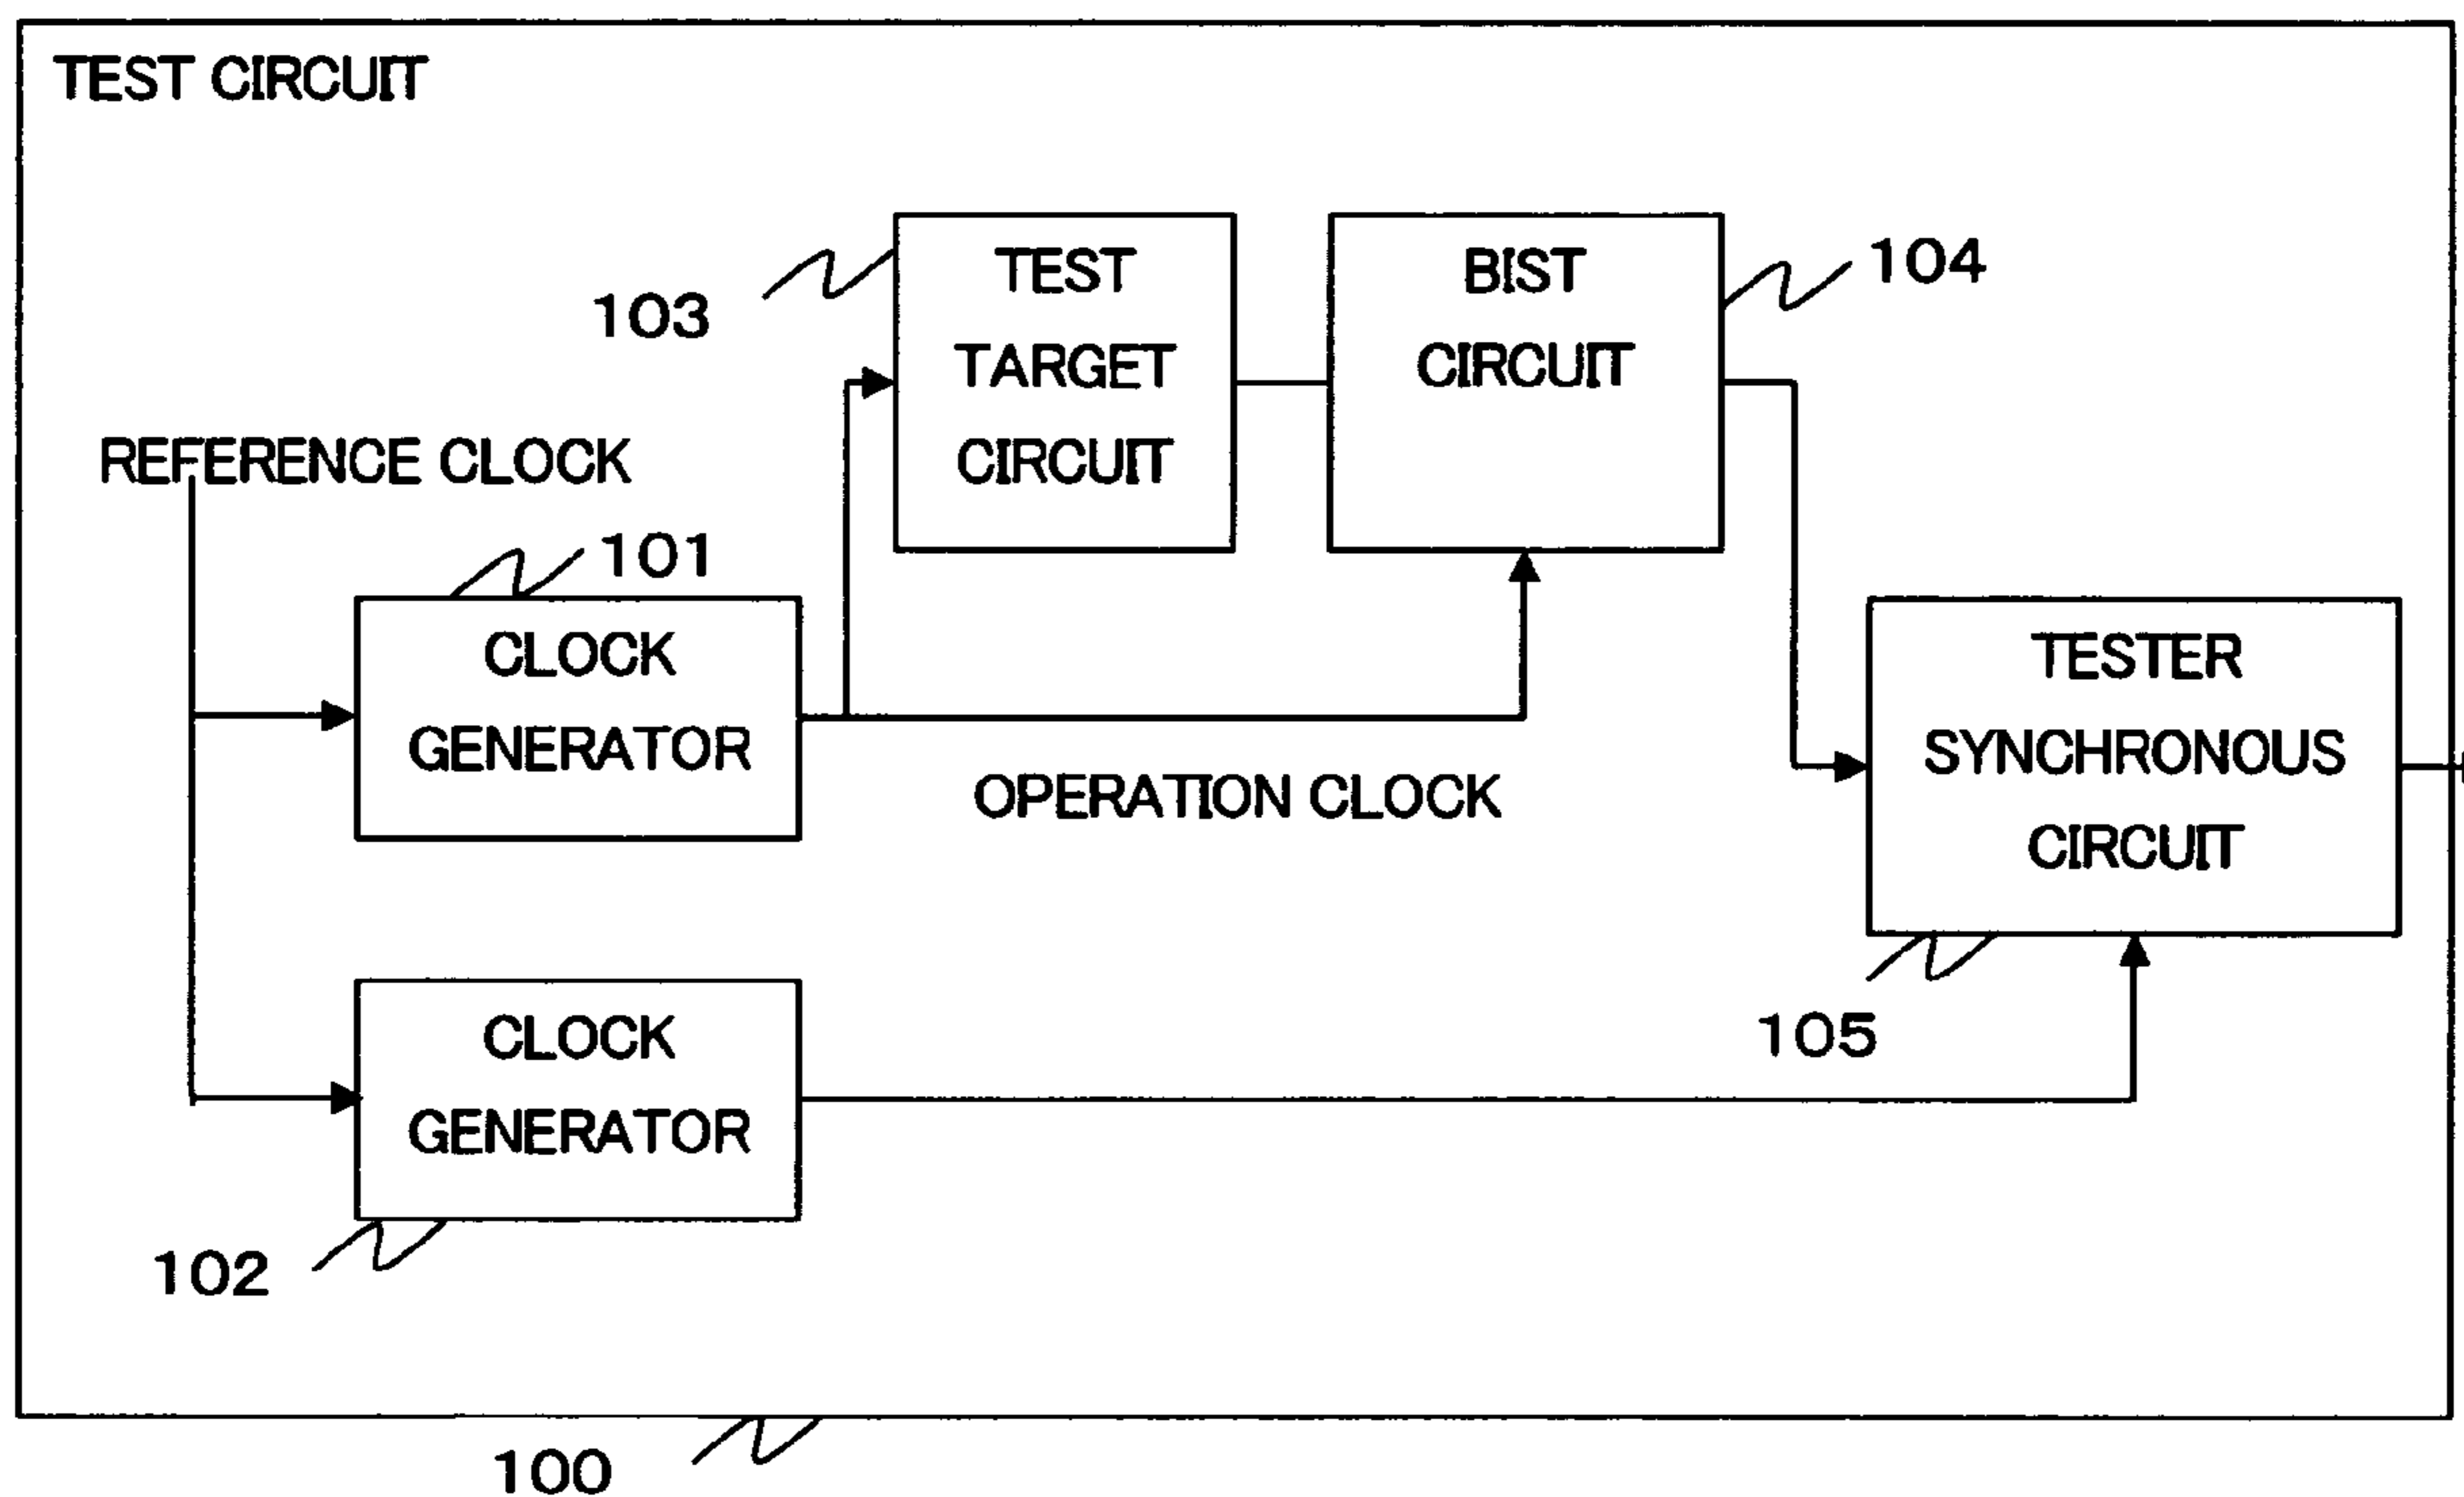 TEST CIRCUIT
TEST
TARGET
CIRCUIT
103
BIST
CIRCUIT
104
REFERENCE CLOCK
101
CLOCK
GENERATOR
OPERATION CLOCK
TESTER
SYNCHRONOUS
CIRCUIT
105
CLOCK
GENERATOR
102
100